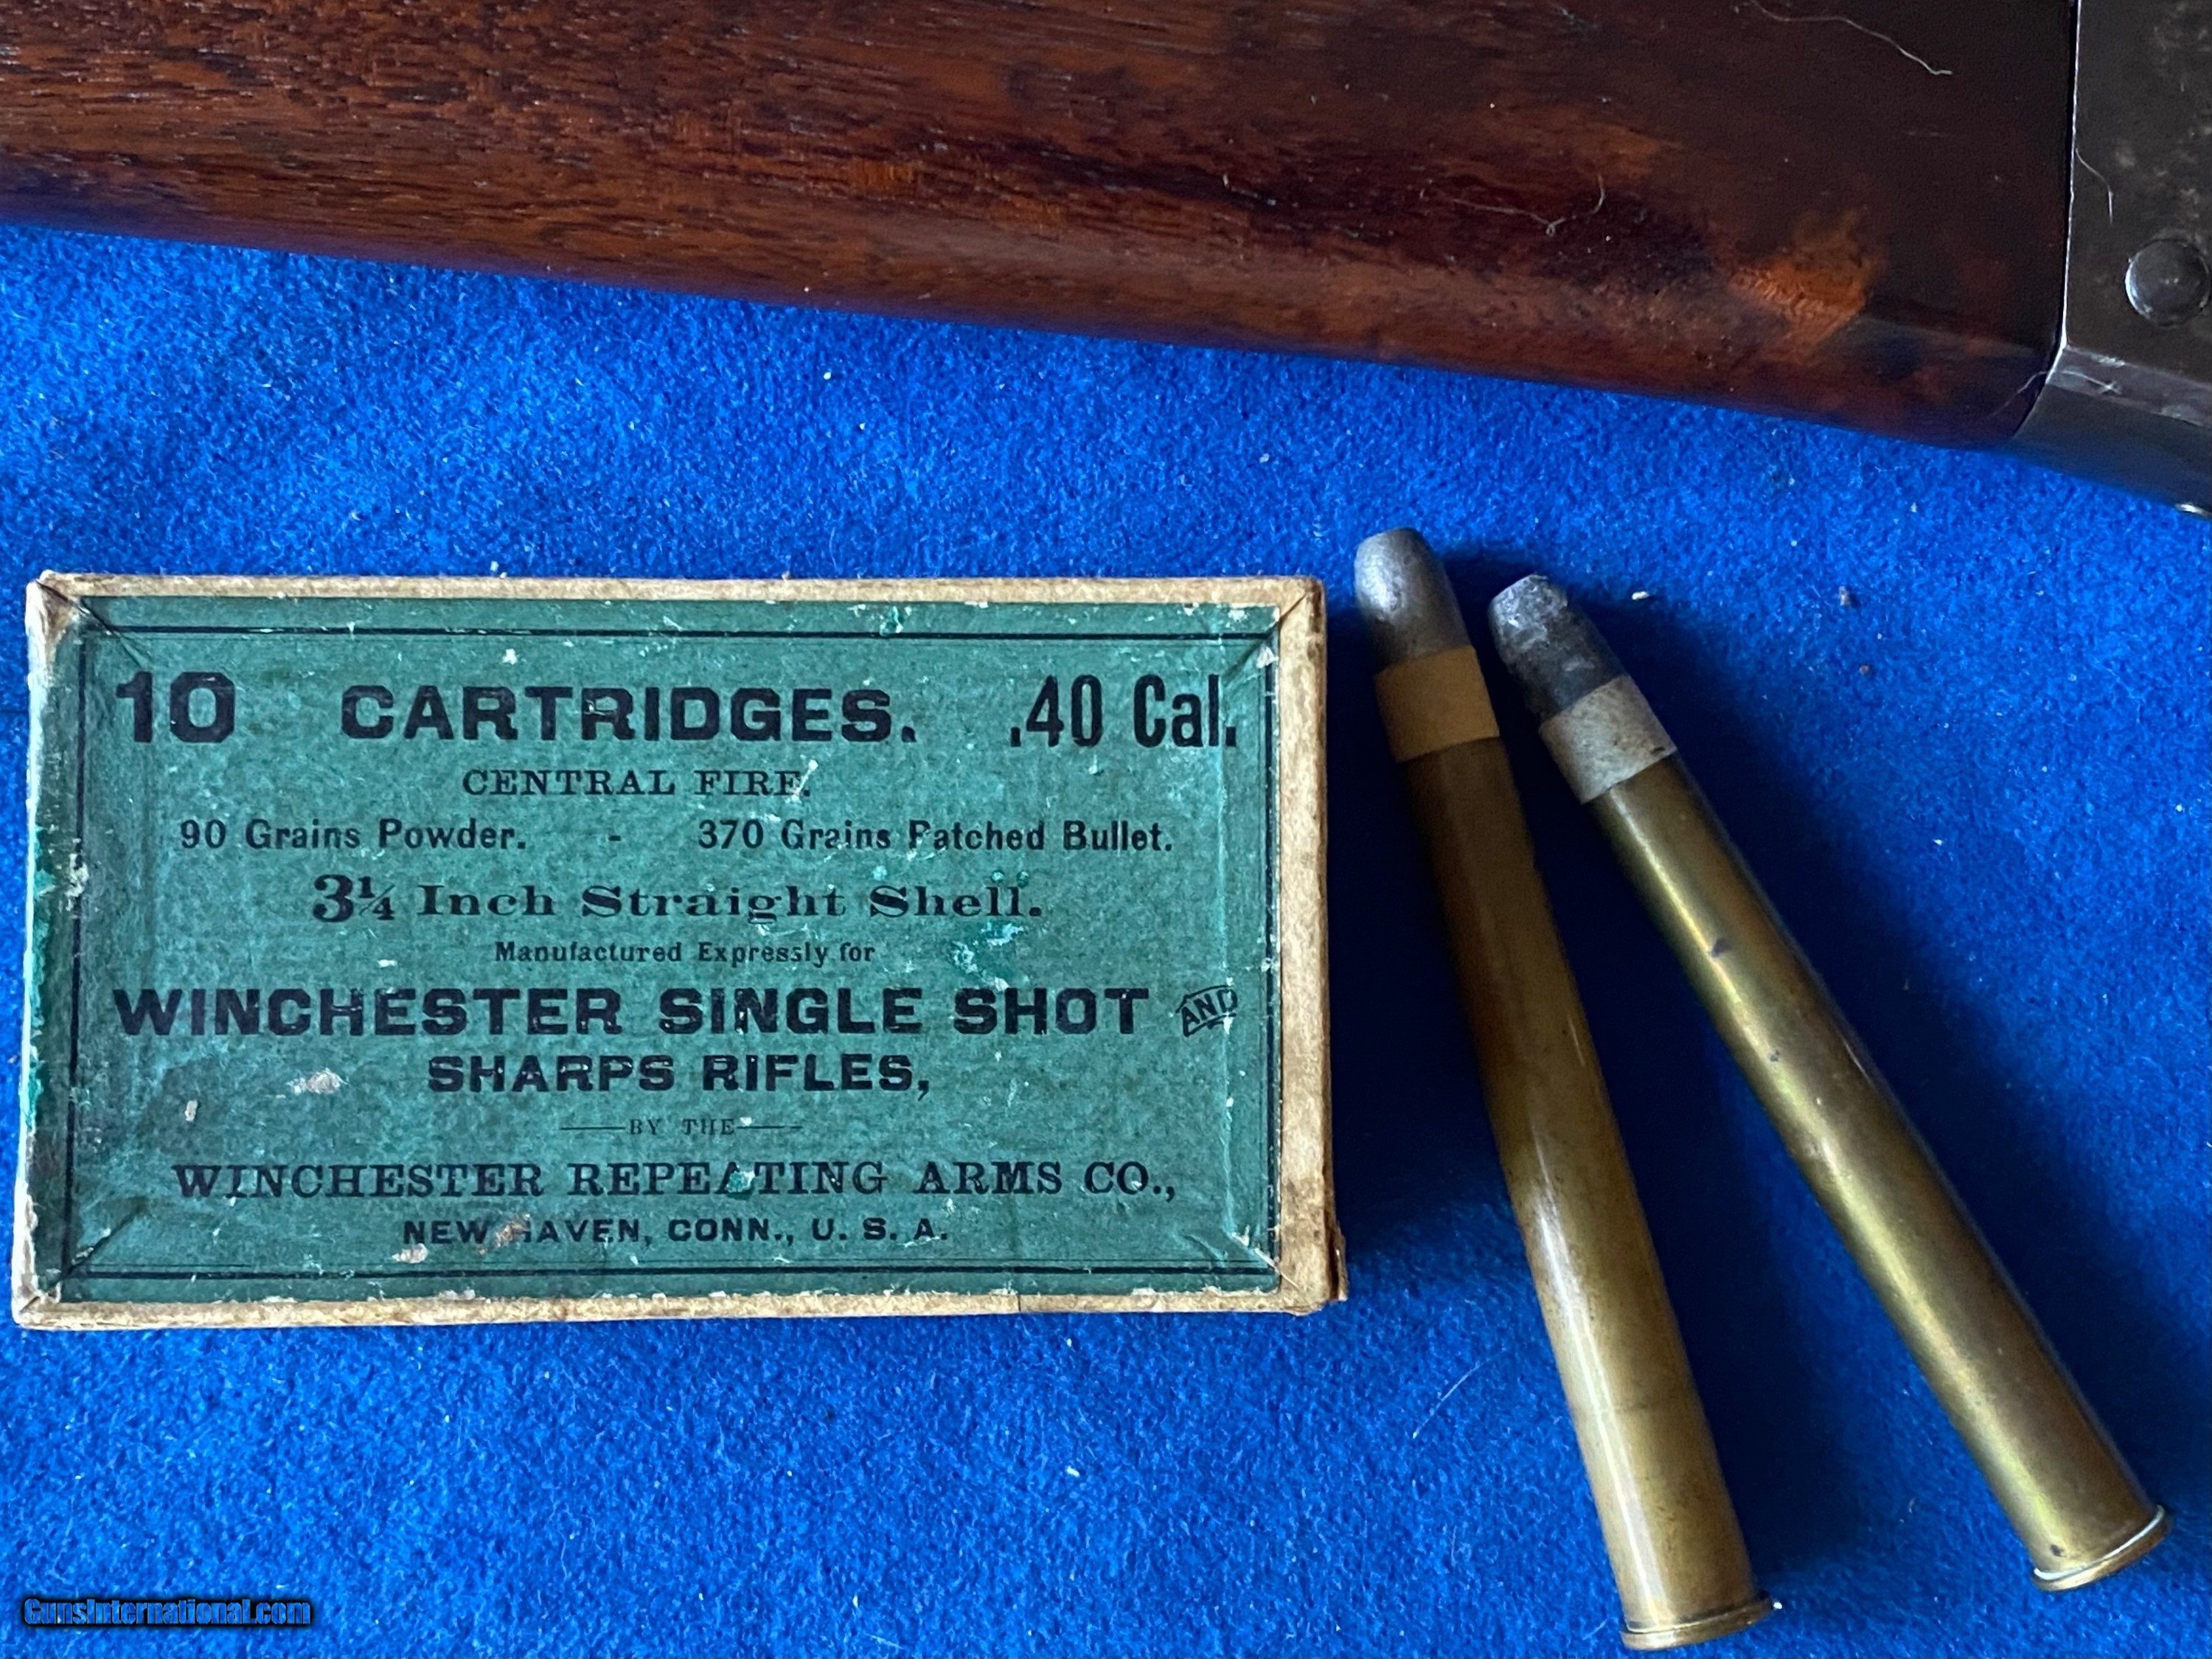 10 CARTRIDGES. .40 Cal.
CENTRAL FIRE.
90 Grains Powder. - 370 Grains Patched Bullet.
3¼ Inch Straight Shell.
Manufactured Expressly for
WINCHESTER SINGLE SHOT AND
SHARPS RIFLES,
BY THE
WINCHESTER REPEATING ARMS CO.,
NEW HAVEN, CONN., U. S. A.
GunsInternational.com